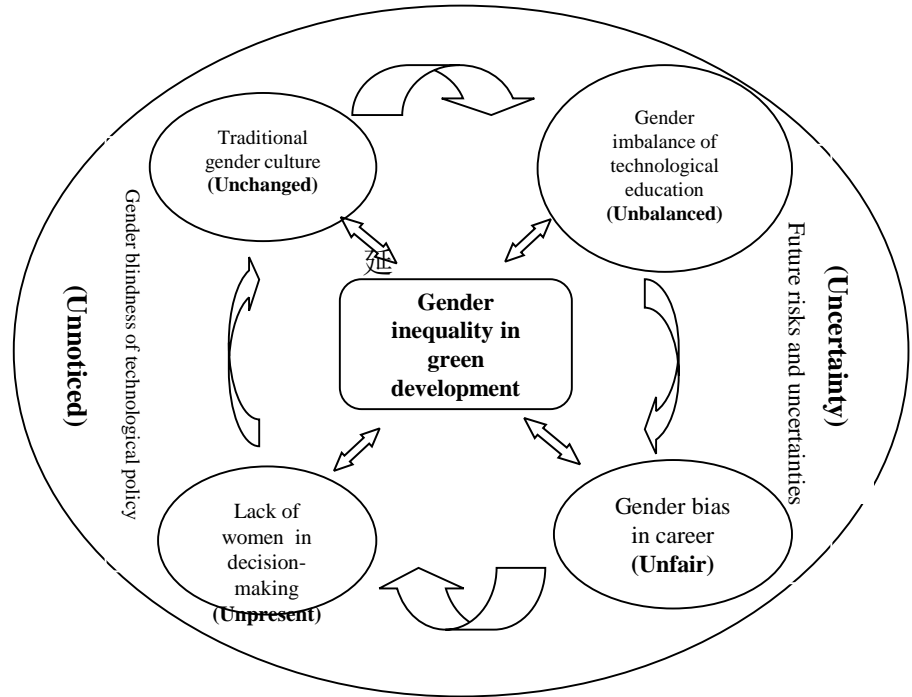 Traditional
gender culture
(Unchanged)
Gender
imbalance of
technological
education
(Unbalanced)
延
Gender
inequality in
green
development
(Unnoticed)
Gender blindness of technological policy
Future risks and uncertainties
(Uncertainty)
Lack of
women in
decision-
making
(Unpresent)
Gender bias
in career
(Unfair)